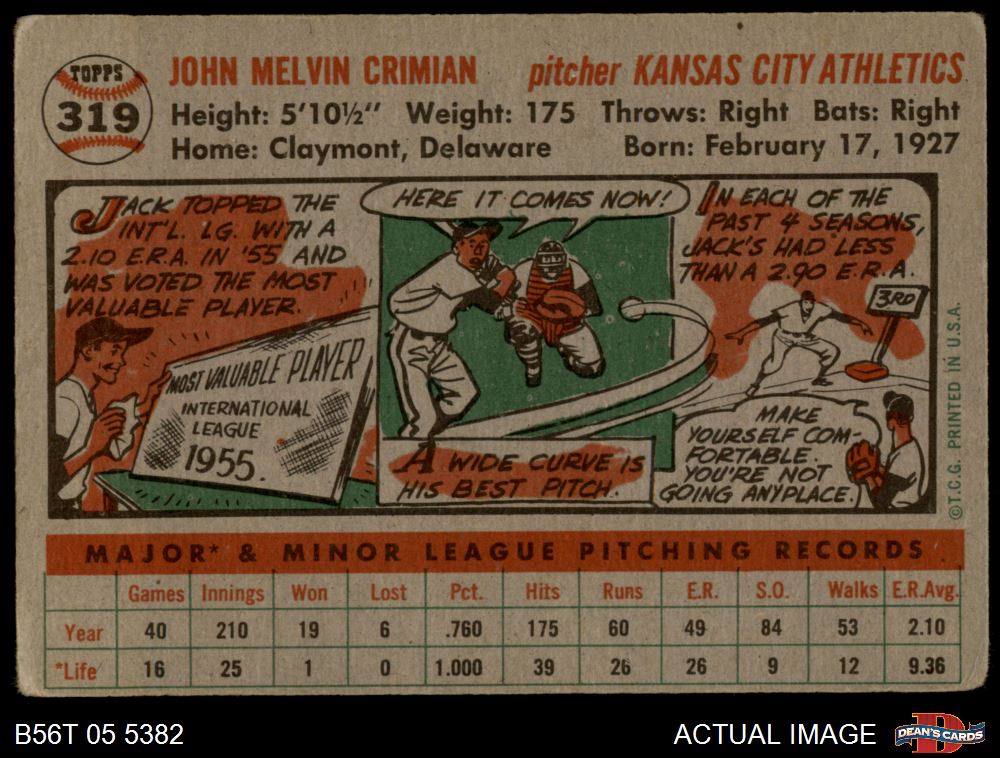 TOPPS
319
JOHN MELVIN CRIMIAN pitcher KANSAS CITY ATHLETICS
Height: 5'10½" Weight: 175 Throws: Right Bats: Right
Home: Claymont, Delaware Born: February 17, 1927
JACK TOPPED THE
INT'L. LG. WITH A
2.10 E.R.A. IN '55 AND
WAS VOTED THE MOST
VALUABLE PLAYER.
MOST VALUABLE PLAYER
INTERNATIONAL
LEAGUE
1955.
HERE IT COMES NOW!
A WIDE CURVE IS
HIS BEST PITCH.
IN EACH OF THE
PAST 4 SEASONS,
JACK'S HAD LESS
THAN A 2.90 E.R.A.
3RD
MAKE
YOURSELF COM-
FORTABLE.
YOU'RE NOT
GOING ANYPLACE.
©T.C.G. PRINTED IN U.S.A.
MAJOR* & MINOR LEAGUE PITCHING RECORDS
Games Innings Won Lost Pct. Hits Runs E.R. S.O. Walks E.R.Avg.
Year 40 210 19 6 .760 175 60 49 84 53 2.10
*Life 16 25 1 0 1.000 39 26 26 9 12 9.36
B56T 05 5382 ACTUAL IMAGE DEAN'S CARDS